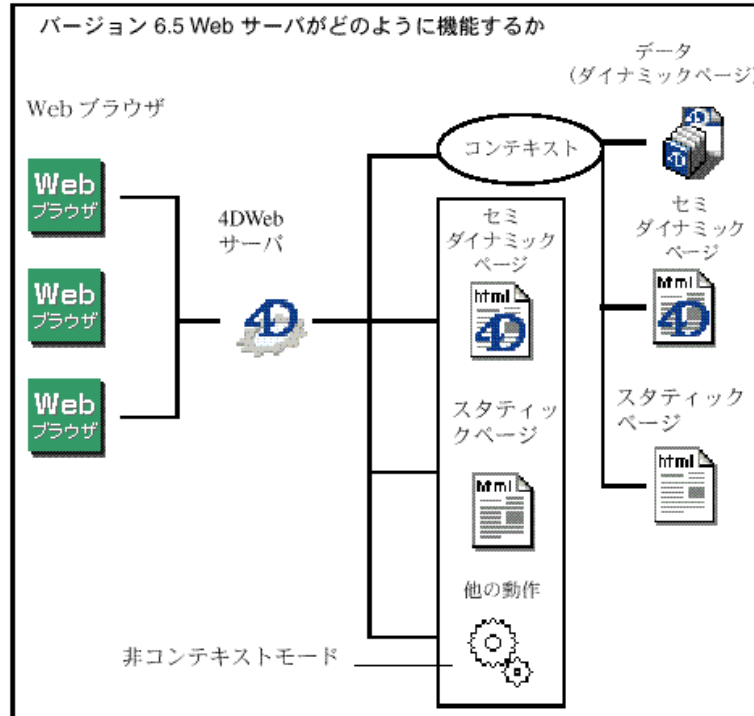 バージョン 6.5 Web サーバがどのように機能するか
データ
(ダイナミックページ)
Web ブラウザ
コンテキスト
Web
ブラウザ
4DWeb
サーバ
セミ
ダイナミック
ページ
セミ
ダイナミック
ページ
html
4D
html
4D
4D
4D
Web
ブラウザ
Web
ブラウザ
スタティッ
クページ
スタティック
ページ
html
html
他の動作
非コンテキストモード